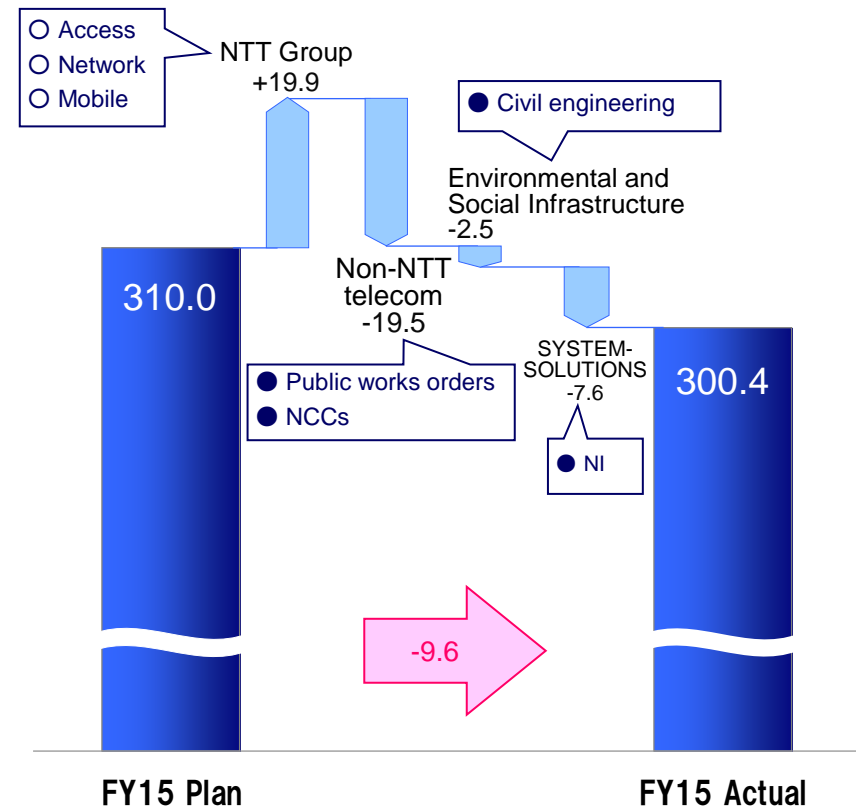 ○ Access
○ Network
○ Mobile
NTT Group
+19.9
● Civil engineering
Environmental and
Social Infrastructure
-2.5
310.0
Non-NTT
telecom
-19.5
● Public works orders
● NCCs
SYSTEM-
SOLUTIONS
-7.6
● NI
300.4
-9.6
FY15 Plan
FY15 Actual